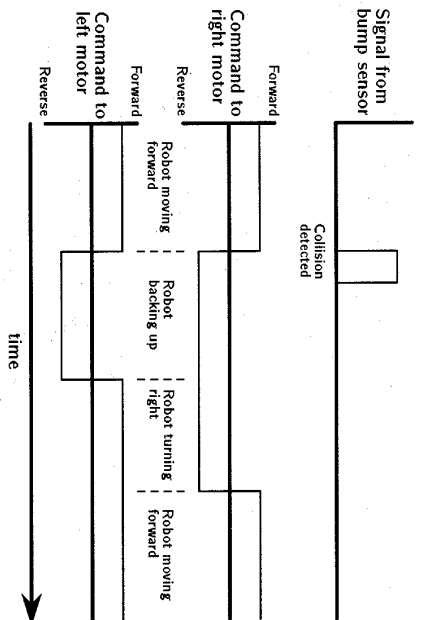 Signal from
bump sensor
Collision
detected
Forward
Command to
right motor
Reverse
Robot moving
forward
Robot
backing up
Robot turning
right
Robot moving
forward
Forward
Command to
left motor
Reverse
time